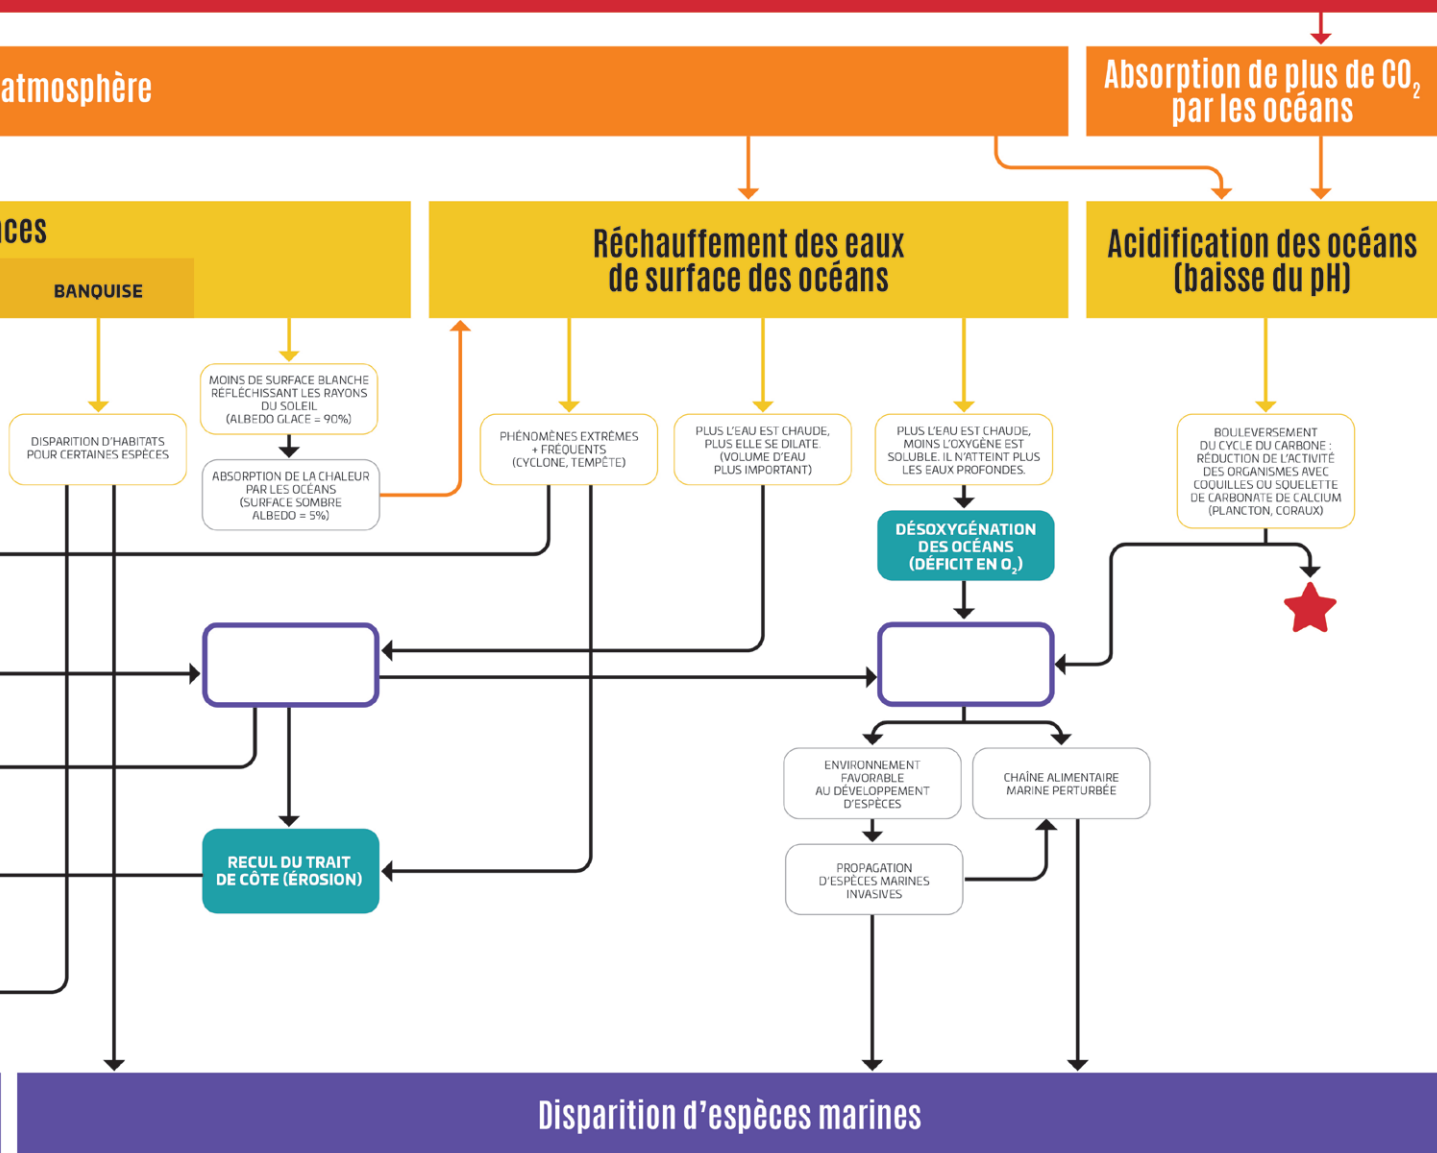 atmosphère
Absorption de plus de CO₂
par les océans
Réchauffement des eaux
de surface des océans
Acidification des océans
(baisse du pH)
BANQUISE
MOINS DE SURFACE BLANCHE
RÉFLÉCHISSANT LES RAYONS
DU SOLEIL
(ALBEDO GLACE = 90%)
DISPARITION D'HABITATS
POUR CERTAINES ESPÈCES
ABSORPTION DE LA CHALEUR
PAR LES OCÉANS
(SURFACE SOMBRE
ALBEDO = 5%)
PHÉNOMÈNES EXTRÊMES
+ FRÉQUENTS
(CYCLONE, TEMPÊTE)
PLUS L'EAU EST CHAUDE,
PLUS ELLE SE DILATE.
(VOLUME D'EAU
PLUS IMPORTANT)
PLUS L'EAU EST CHAUDE,
MOINS L'OXYGÈNE EST
SOLUBLE. IL N'ATTEINT PLUS
LES EAUX PROFONDES.
BOULEVERSEMENT
DU CYCLE DU CARBONE :
RÉDUCTION DE L'ACTIVITÉ
DES ORGANISMES AVEC
COQUILLES OU SQUELETTE
DE CARBONATE DE CALCIUM
(PLANCTON, CORAUX)
DÉSOXYGÉNATION
DES OCÉANS
(DÉFICIT EN O₂)
ENVIRONNEMENT
FAVORABLE
AU DÉVELOPPEMENT
D'ESPÈCES
CHAÎNE ALIMENTAIRE
MARINE PERTURBÉE
RECUL DU TRAIT
DE CÔTE (ÉROSION)
PROPAGATION
D'ESPÈCES MARINES
INVASIVES
Disparition d'espèces marines